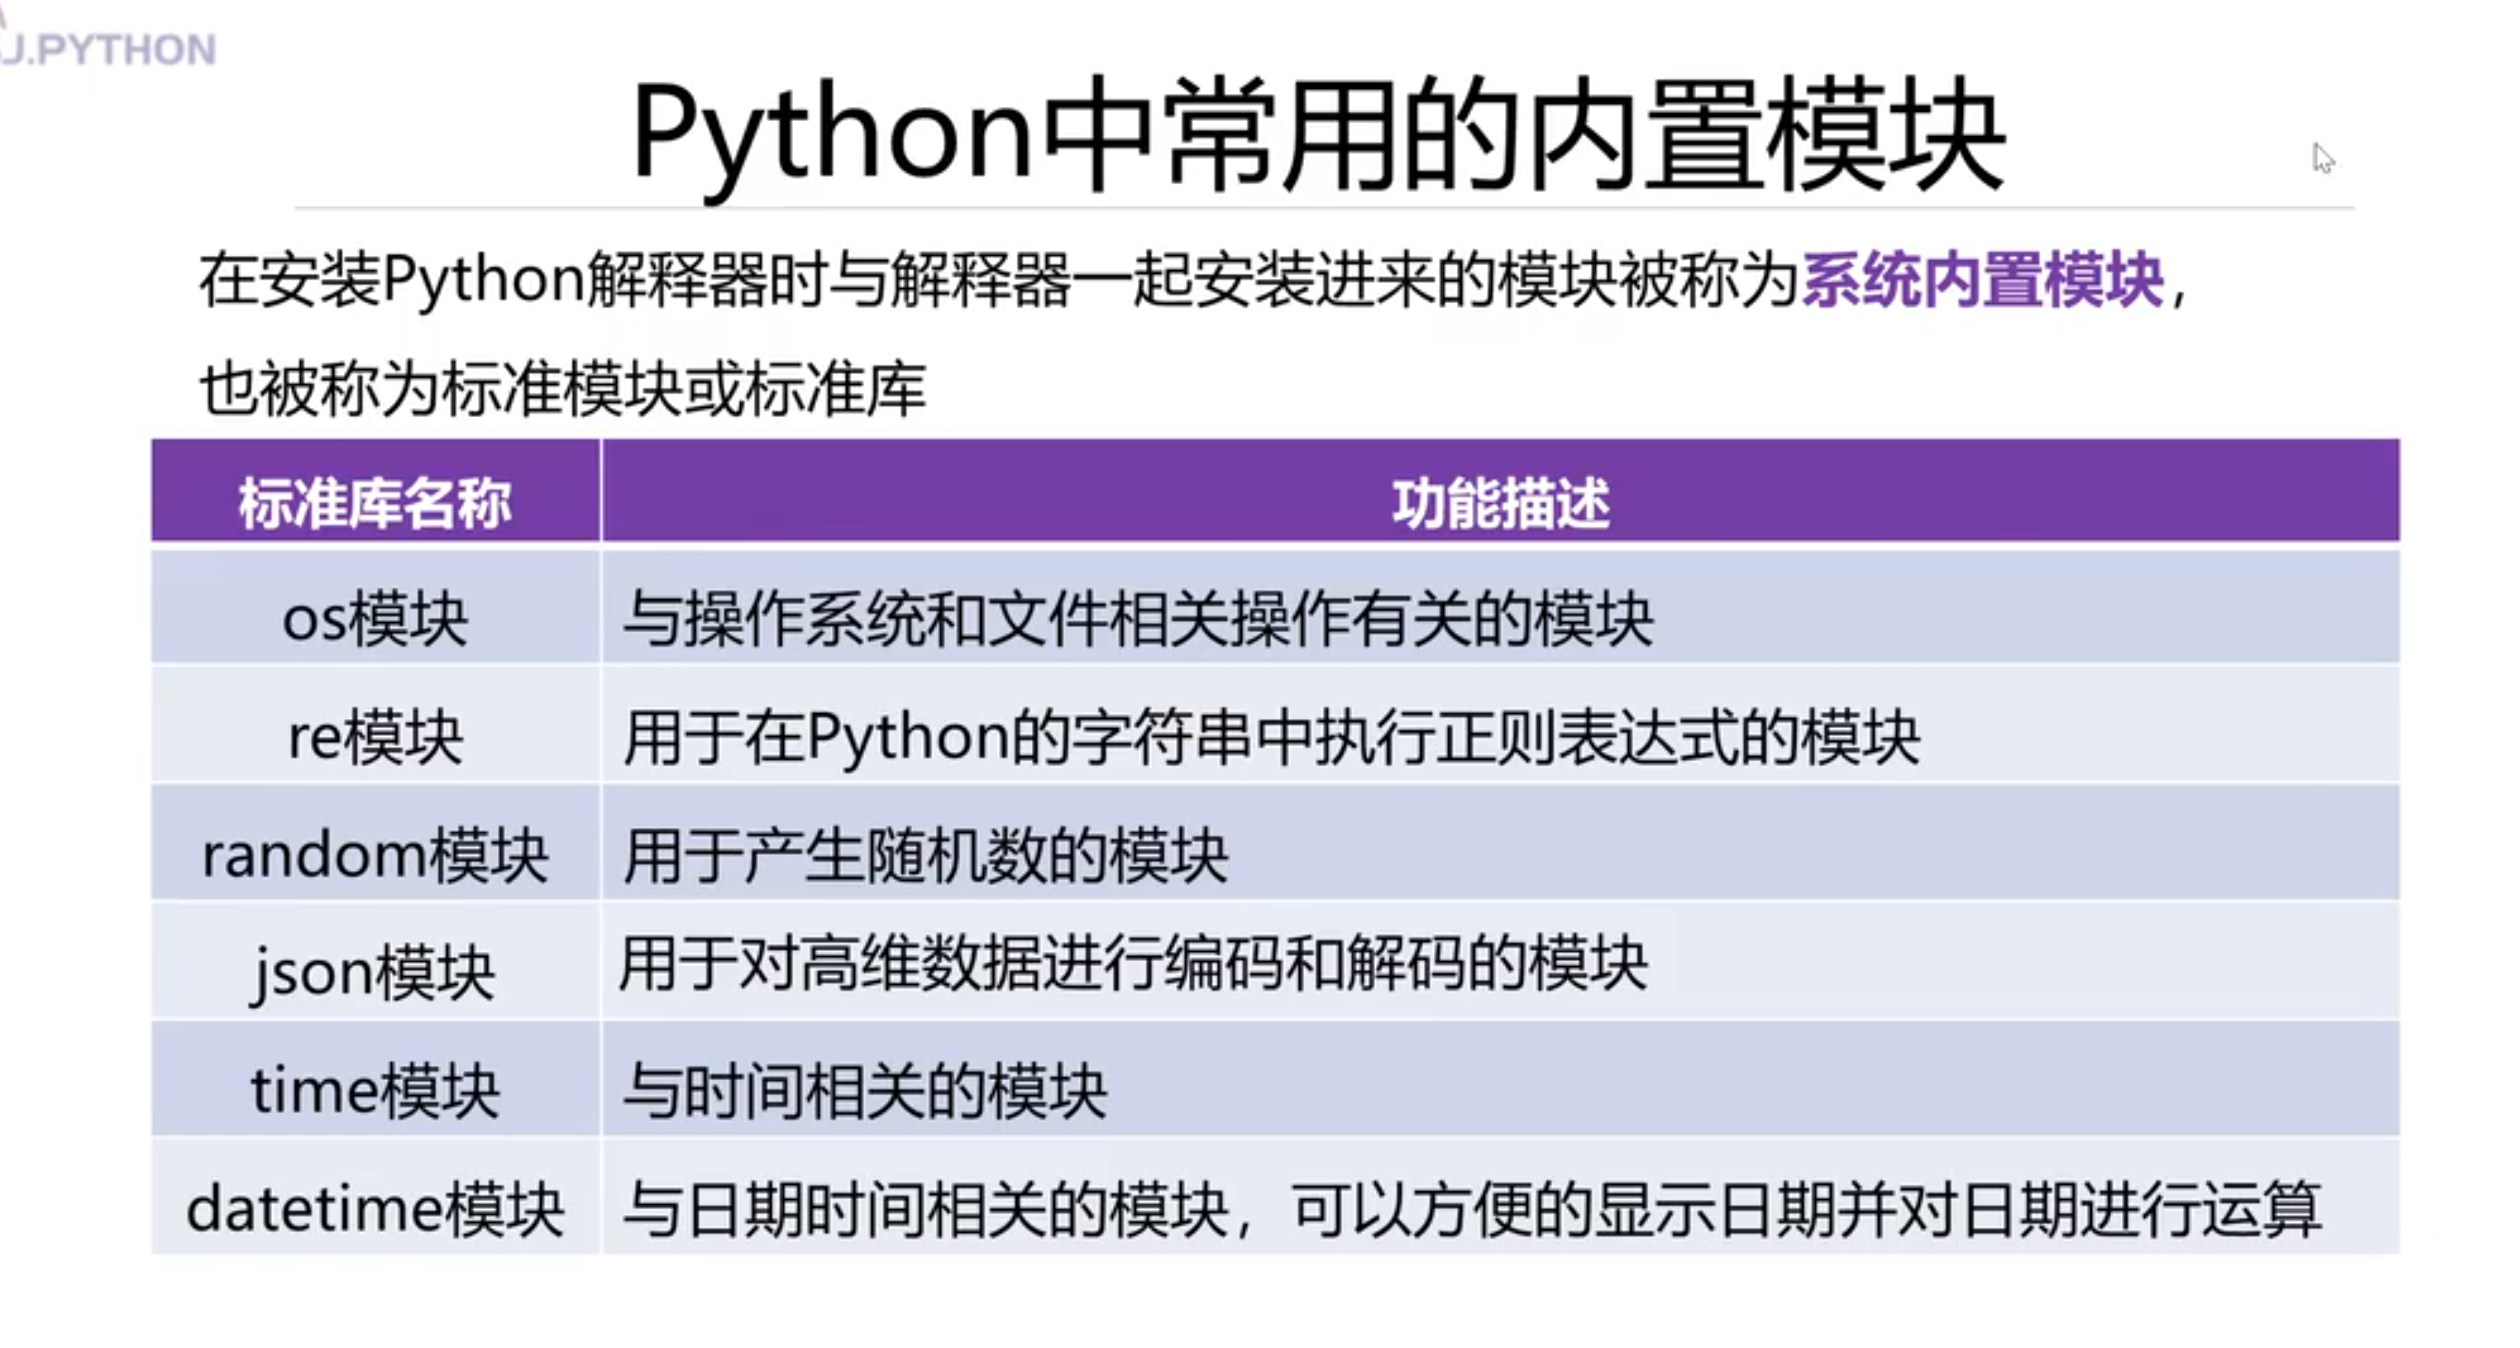 J.PYTHON
Python中常用的内置模块
在安装Python解释器时与解释器一起安装进来的模块被称为系统内置模块，
也被称为标准模块或标准库
标准库名称 功能描述
os模块 与操作系统和文件相关操作有关的模块
re模块 用于在Python的字符串中执行正则表达式的模块
random模块 用于产生随机数的模块
json模块 用于对高维数据进行编码和解码的模块
time模块 与时间相关的模块
datetime模块 与日期时间相关的模块，可以方便的显示日期并对日期进行运算